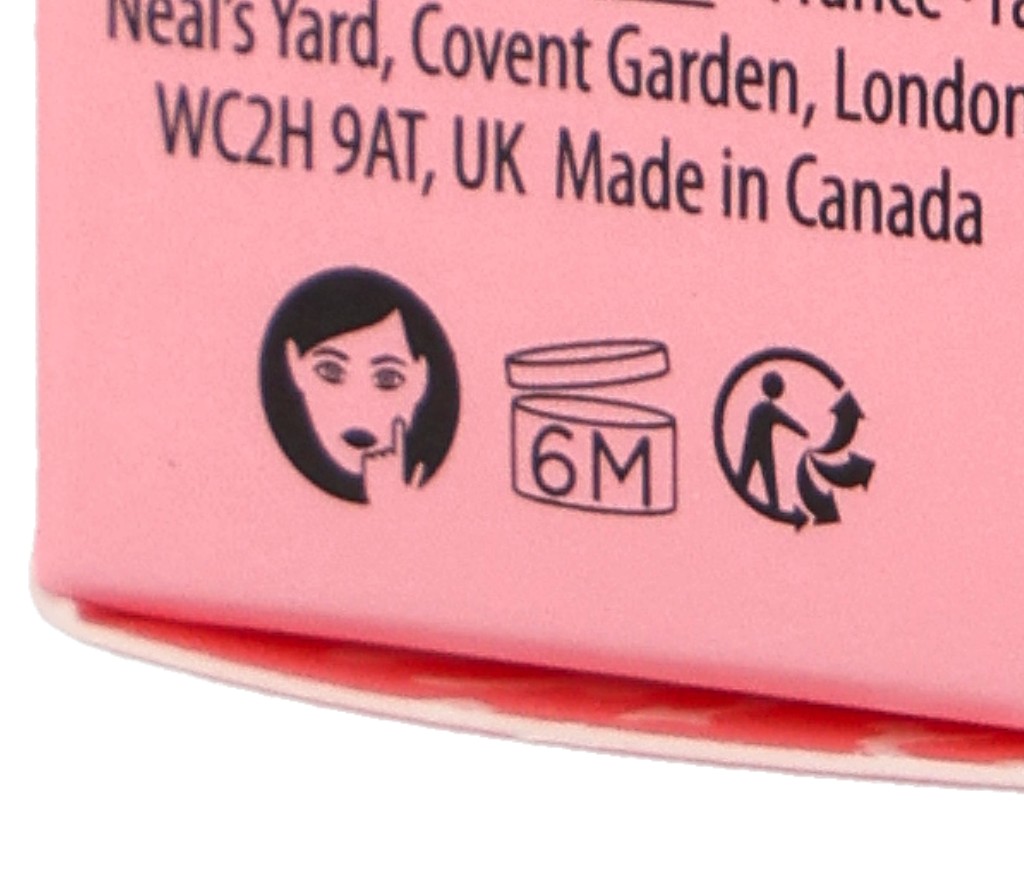 Neal's Yard, Covent Garden, London
WC2H 9AT, UK Made in Canada
6M